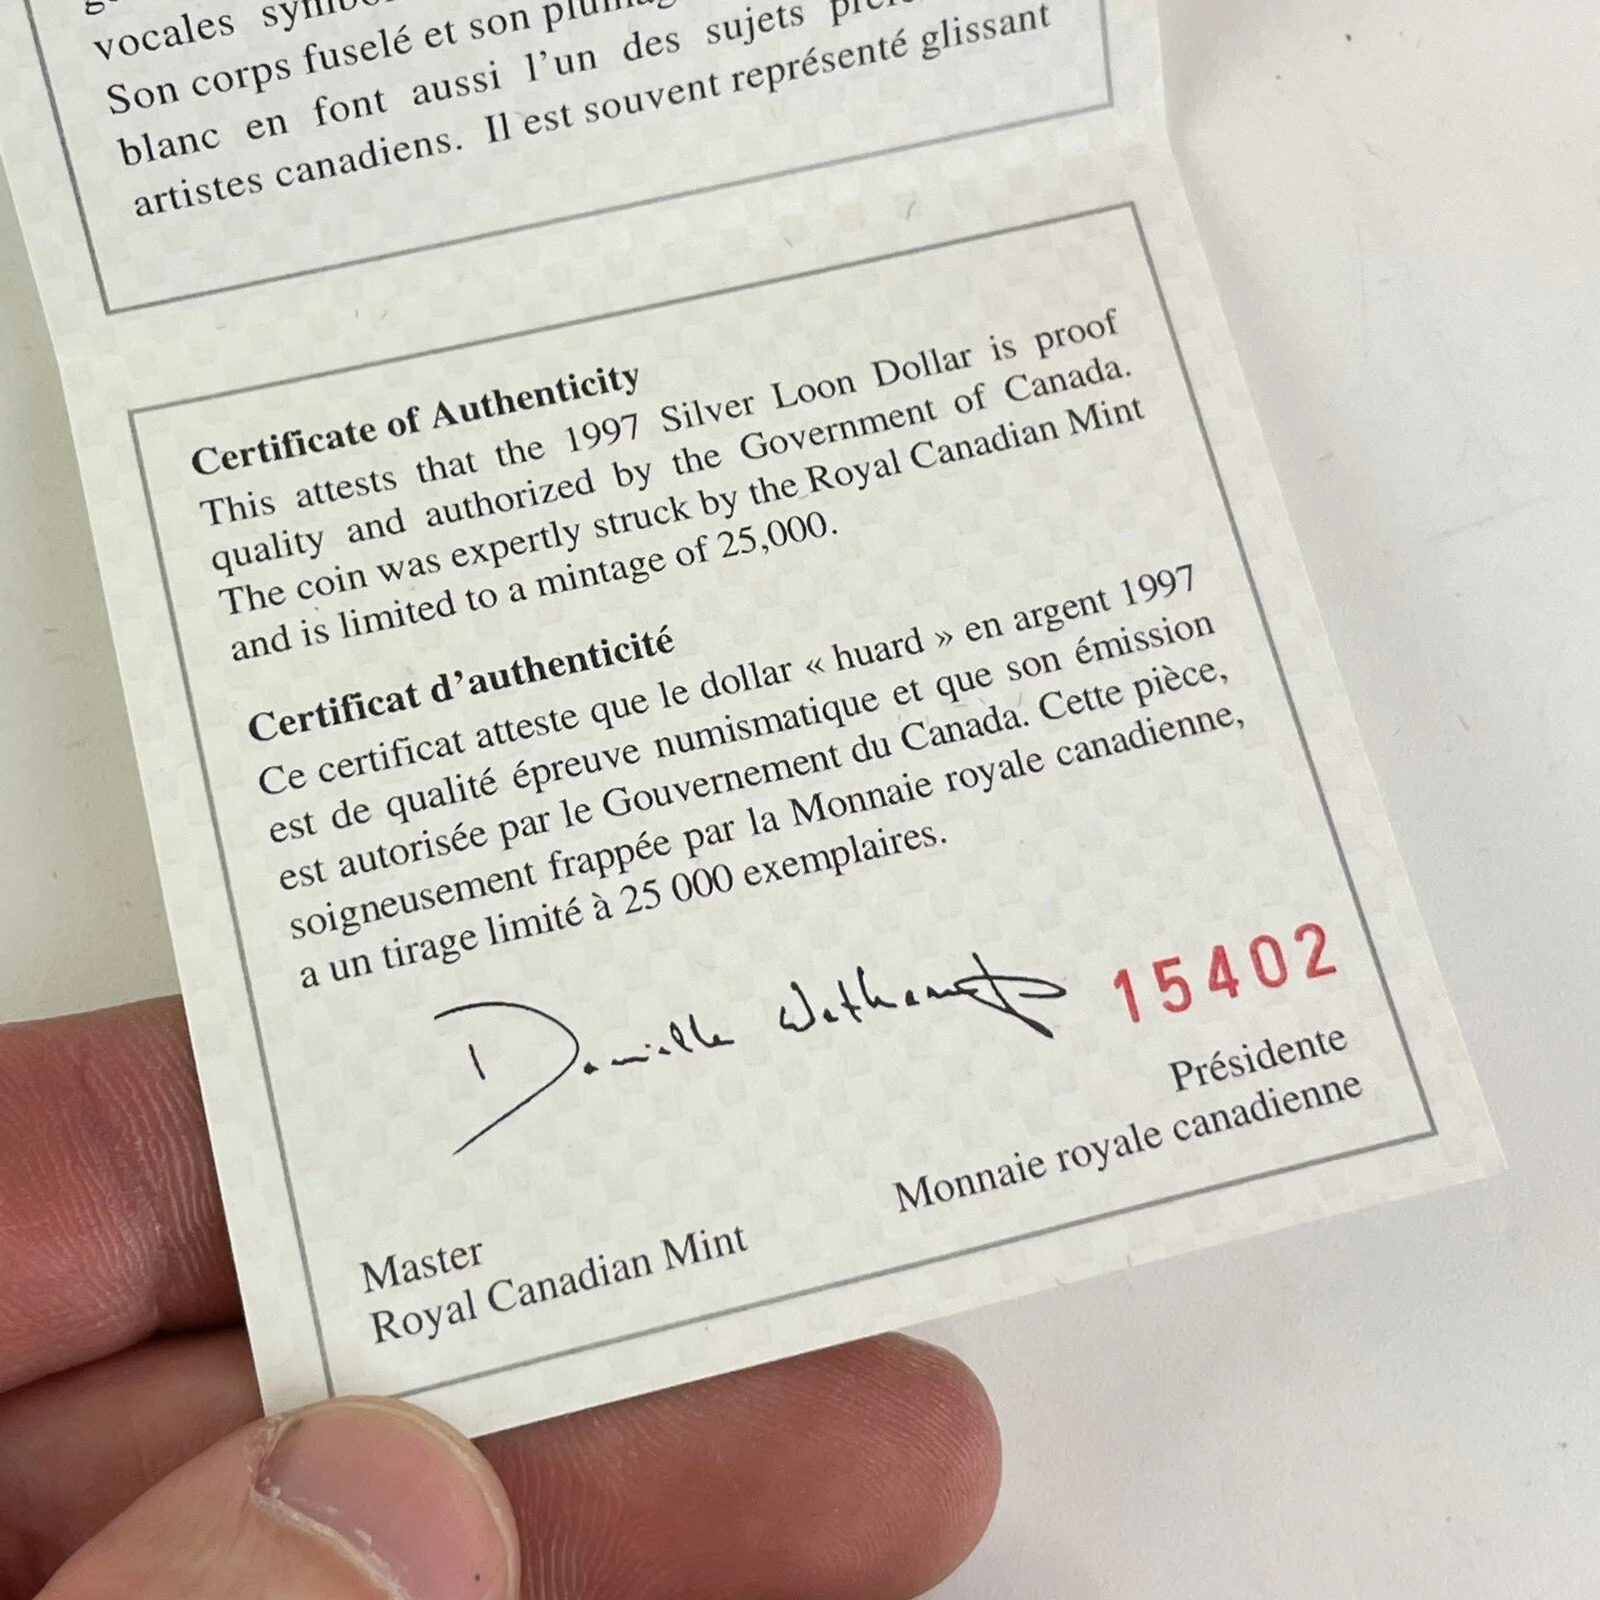 vocales
Son corps fuselé et son
blanc en font aussi l'un des sujets
artistes canadiens. Il est souvent représenté glissant
Certificate of Authenticity
This attests that the 1997 Silver Loon Dollar is proof
quality and authorized by the Government of Canada.
The coin was expertly struck by the Royal Canadian Mint
and is limited to a mintage of 25,000.
Certificat d'authenticité
Ce certificat atteste que le dollar « huard » en argent 1997
est de qualité épreuve numismatique et que son émission
est autorisée par le Gouvernement du Canada. Cette pièce,
soigneusement frappée par la Monnaie royale canadienne,
a un tirage limité à 25 000 exemplaires.
Danielle
15402
Présidente
Monnaie royale canadienne
Master
Royal Canadian Mint